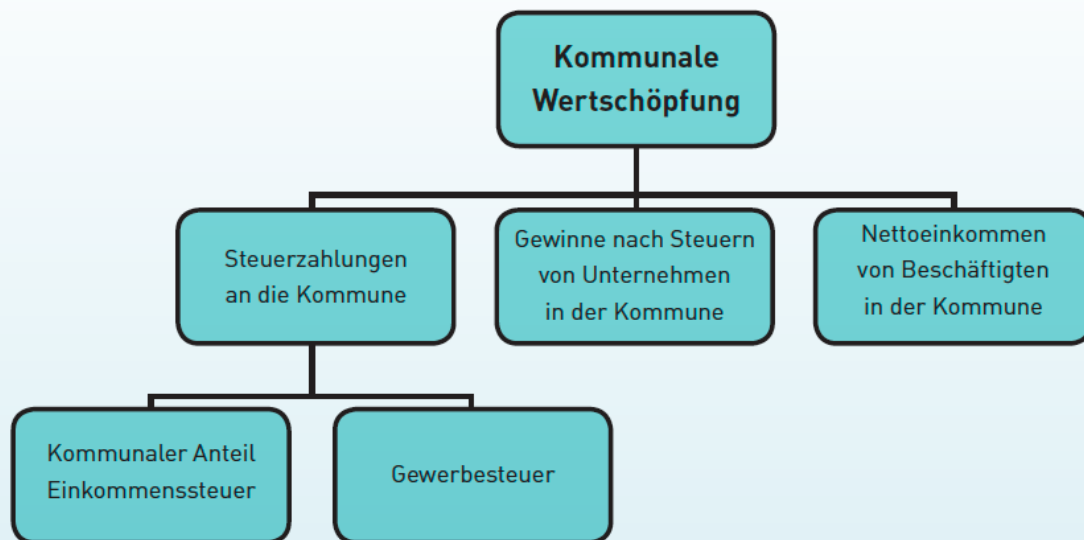 Kommunale
Wertschöpfung
Steuerzahlungen
an die Kommune
Gewinne nach Steuern
von Unternehmen
in der Kommune
Nettoeinkommen
von Beschäftigten
in der Kommune
Kommunaler Anteil
Einkommenssteuer
Gewerbesteuer